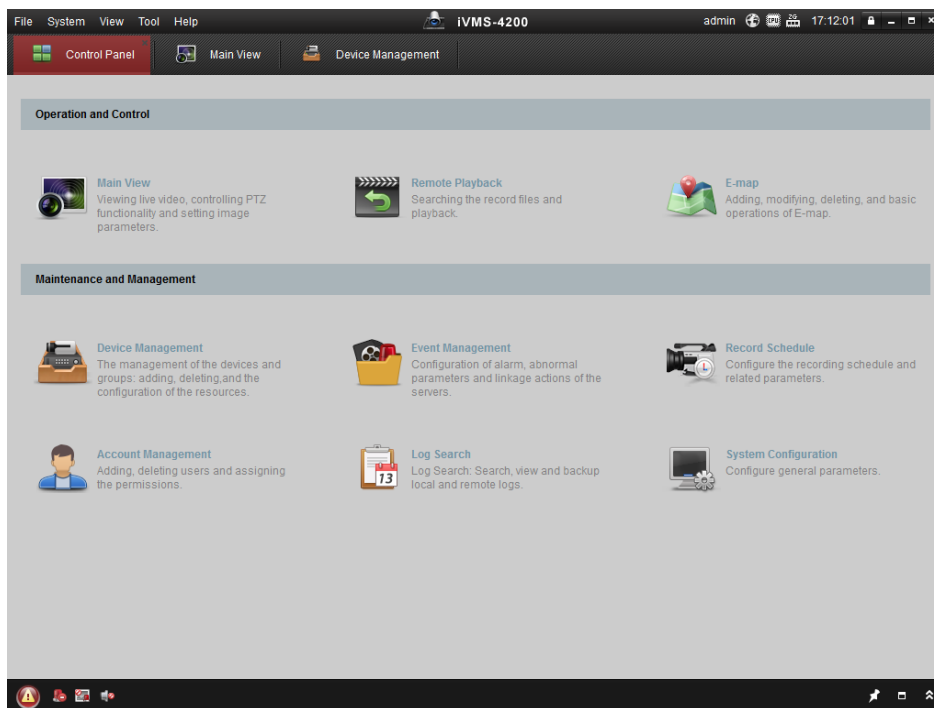 File System View Tool Help iVMS-4200 admin CPU 2G 17:12:01
Control Panel Main View Device Management
Operation and Control
Main View
Viewing live video, controlling PTZ
functionality and setting image
parameters.
Remote Playback
Searching the record files and
playback.
E-map
Adding, modifying, deleting, and basic
operations of E-map.
Maintenance and Management
Device Management
The management of the devices and
groups: adding, deleting,and the
configuration of the resources.
Event Management
Configuration of alarm, abnormal
parameters and linkage actions of the
servers.
Record Schedule
Configure the recording schedule and
related parameters.
Account Management
Adding, deleting users and assigning
the permissions.
13
Log Search
Log Search: Search, view and backup
local and remote logs.
System Configuration
Configure general parameters.